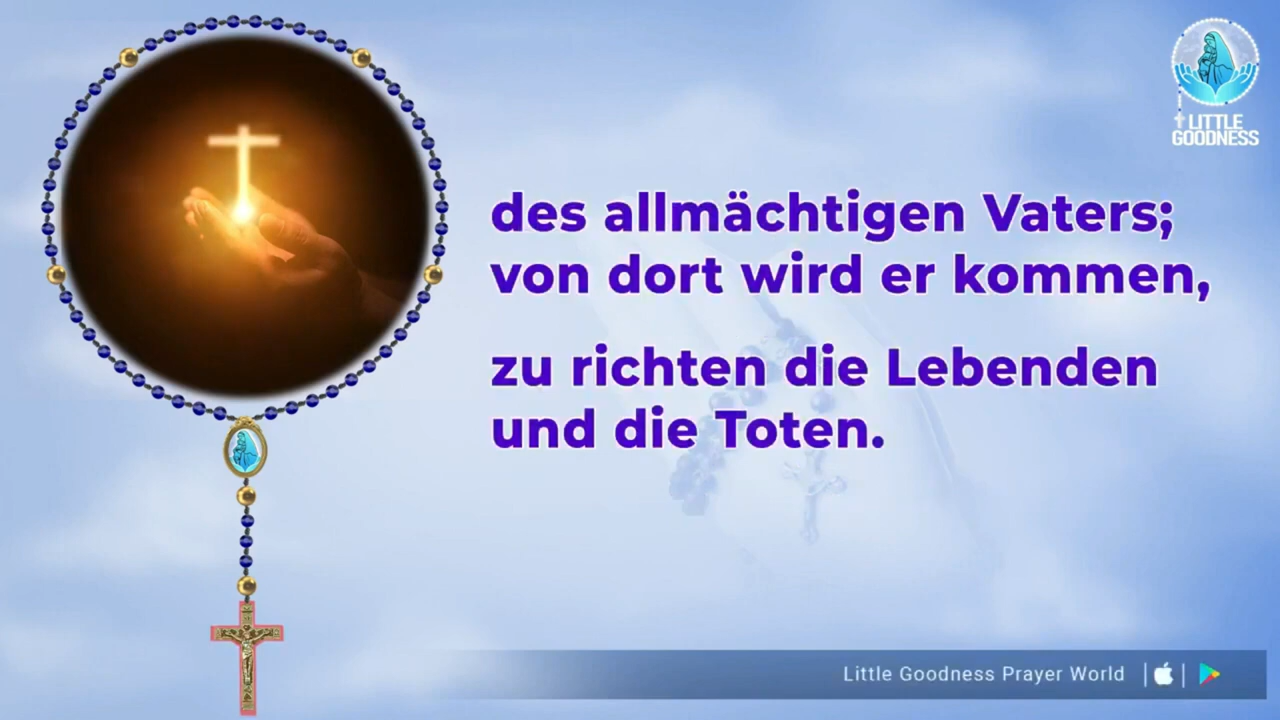 LITTLE
GOODNESS
des allmächtigen Vaters;
von dort wird er kommen,
zu richten die Lebenden
und die Toten.
Little Goodness Prayer World